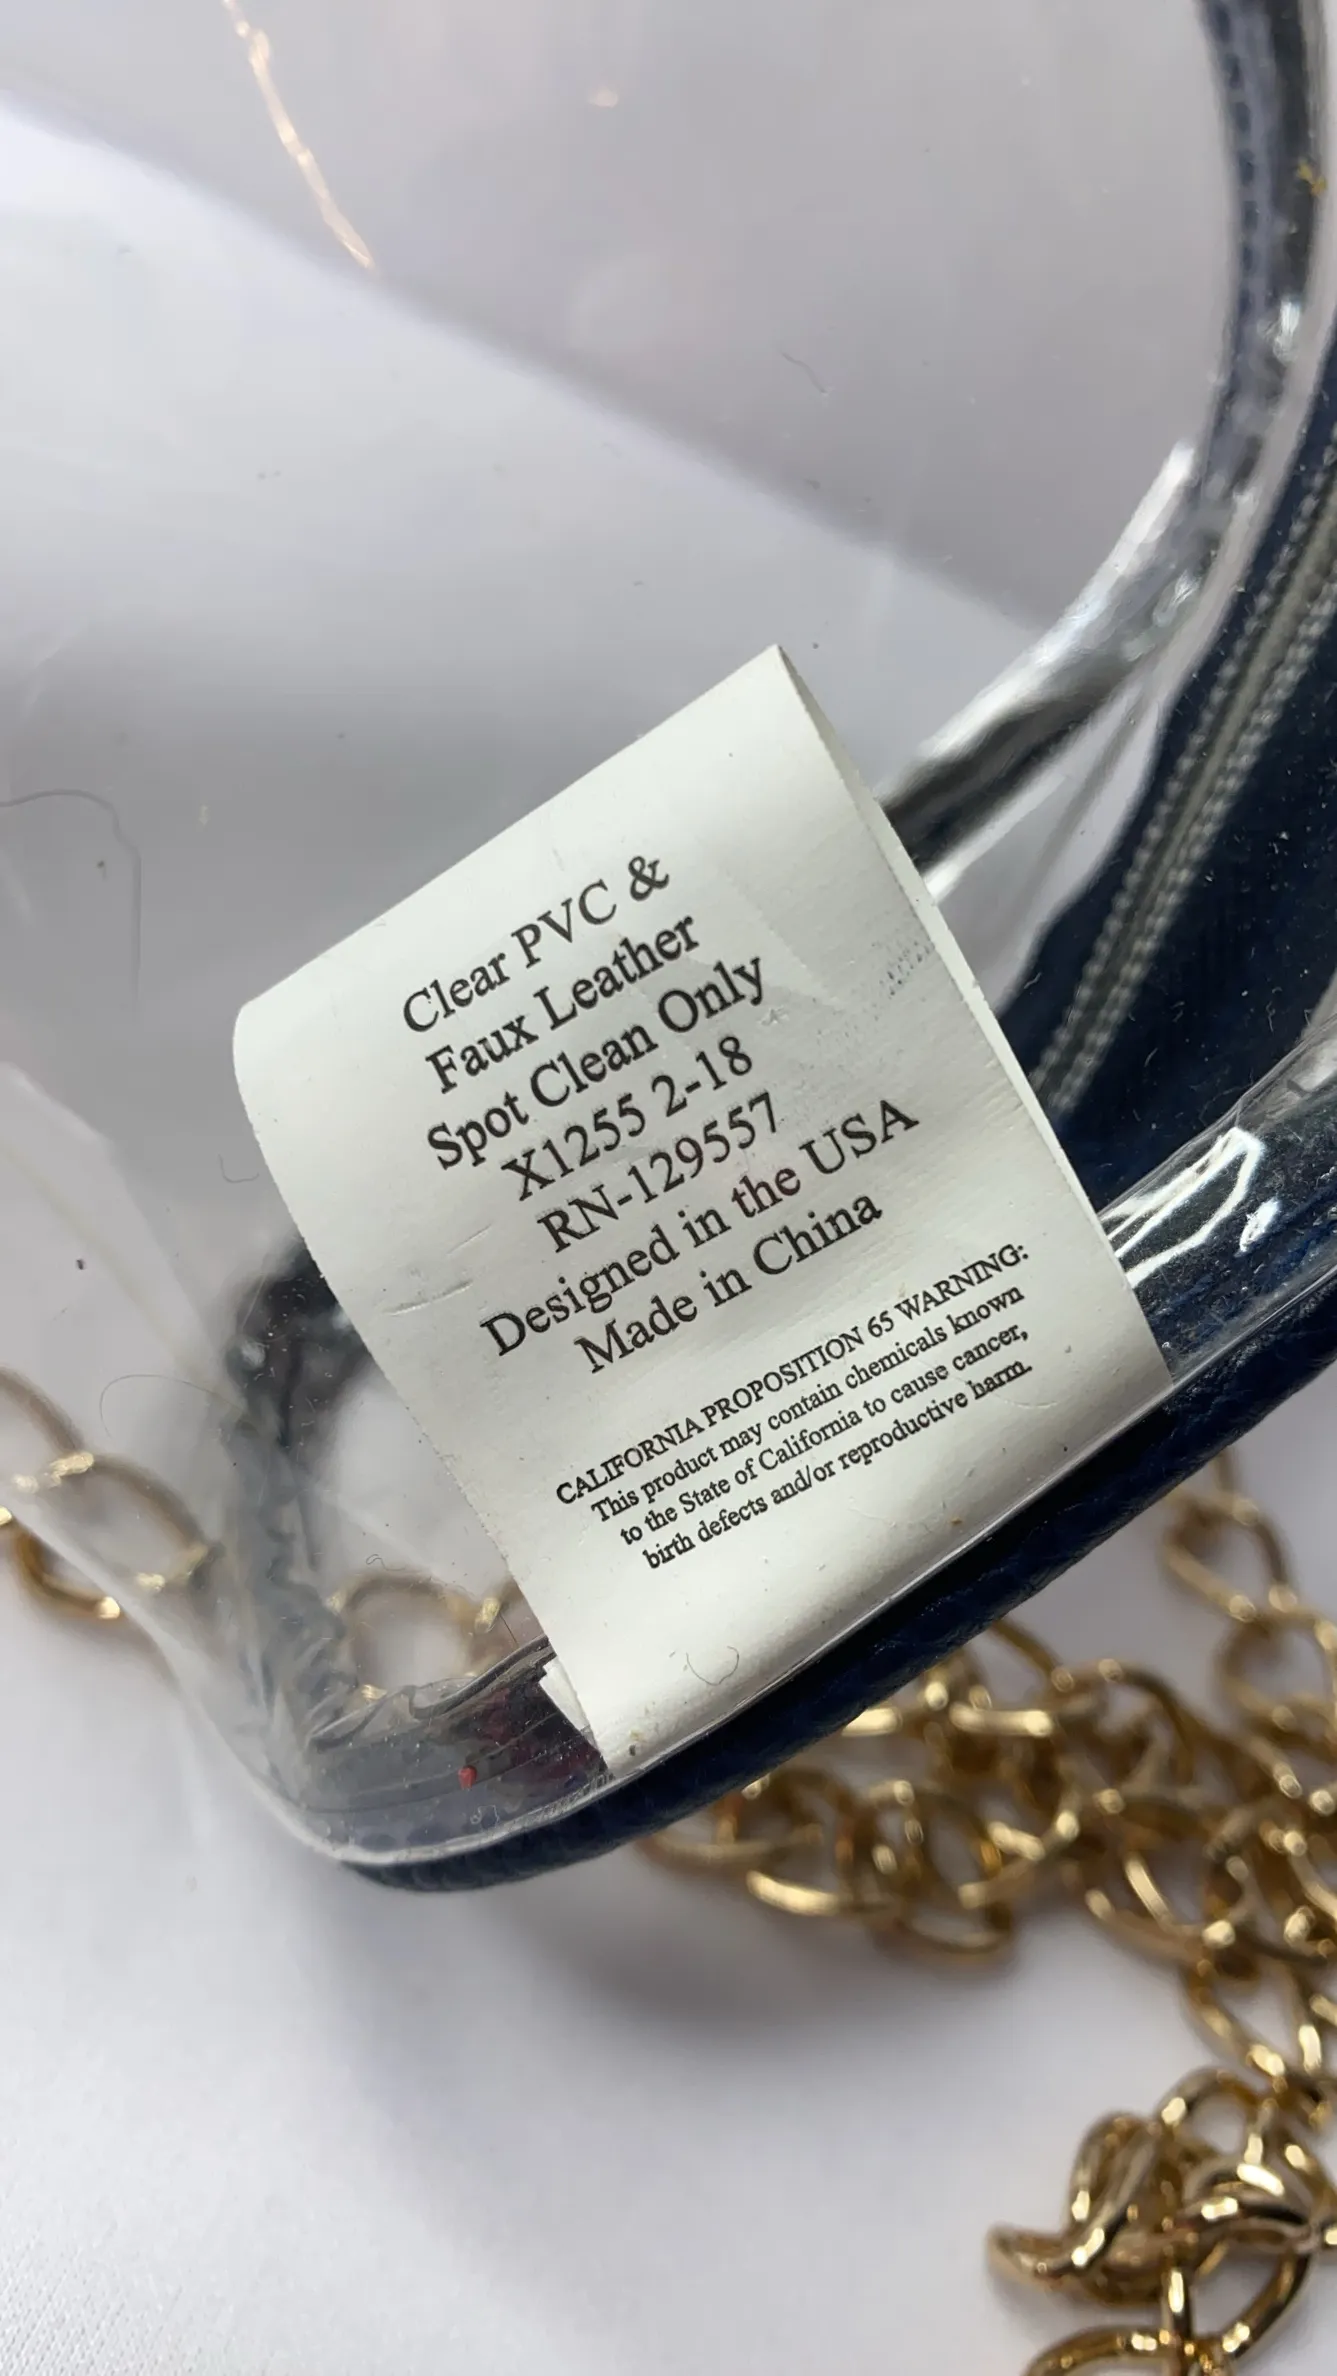 Clear PVC &
Faux Leather
Spot Clean Only
X1255 2-18
RN-129557
Designed in the USA
Made in China
CALIFORNIA PROPOSITION 65 WARNING:
This product may contain chemicals known
to the State of California to cause cancer,
birth defects and/or reproductive harm.